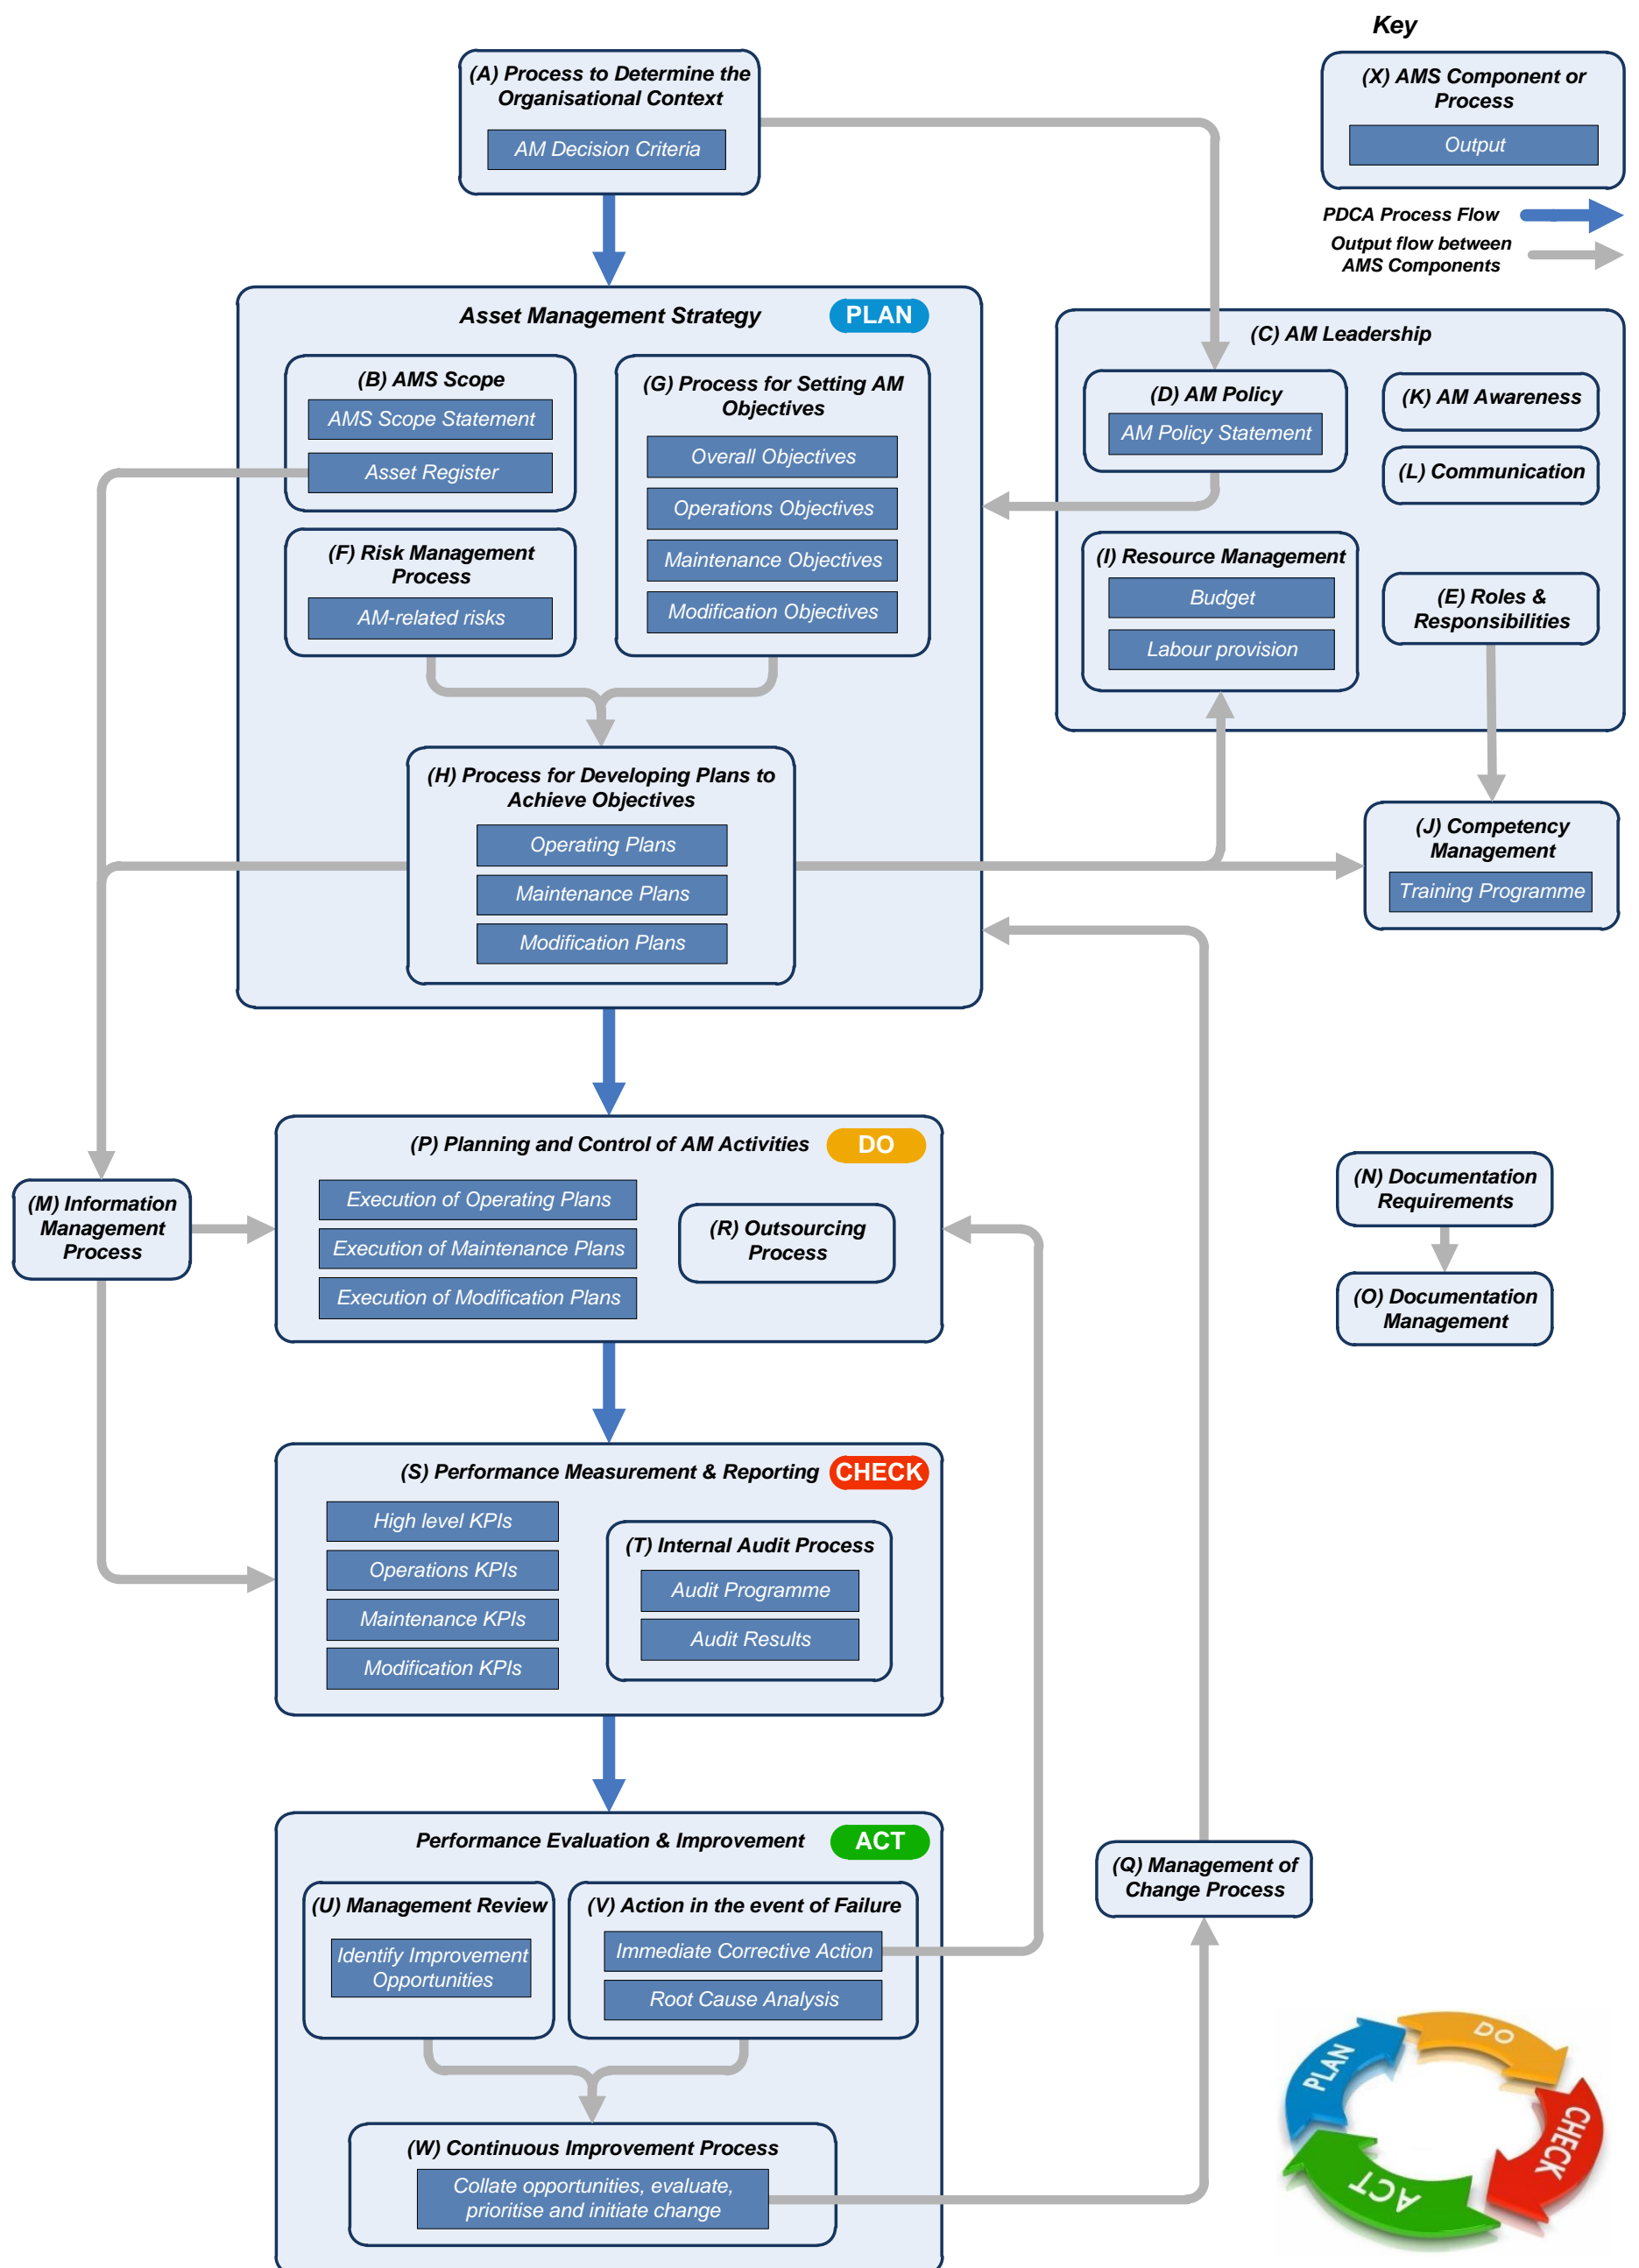 Key
(A) Process to Determine the
Organisational Context
AM Decision Criteria
(X) AMS Component or
Process
Output
PDCA Process Flow
Output flow between
AMS Components
Asset Management Strategy
PLAN
(B) AMS Scope
AMS Scope Statement
Asset Register
(G) Process for Setting AM
Objectives
Overall Objectives
Operations Objectives
Maintenance Objectives
Modification Objectives
(F) Risk Management
Process
AM-related risks
(H) Process for Developing Plans to
Achieve Objectives
Operating Plans
Maintenance Plans
Modification Plans
(C) AM Leadership
(D) AM Policy
AM Policy Statement
(K) AM Awareness
(L) Communication
(I) Resource Management
Budget
Labour provision
(E) Roles &
Responsibilities
(J) Competency
Management
Training Programme
(P) Planning and Control of AM Activities
DO
Execution of Operating Plans
Execution of Maintenance Plans
Execution of Modification Plans
(R) Outsourcing
Process
(M) Information
Management
Process
(N) Documentation
Requirements
(O) Documentation
Management
(S) Performance Measurement & Reporting
CHECK
High level KPIs
Operations KPIs
Maintenance KPIs
Modification KPIs
(T) Internal Audit Process
Audit Programme
Audit Results
Performance Evaluation & Improvement
ACT
(U) Management Review
Identify Improvement
Opportunities
(V) Action in the event of Failure
Immediate Corrective Action
Root Cause Analysis
(W) Continuous Improvement Process
Collate opportunities, evaluate,
prioritise and initiate change
(Q) Management of
Change Process
PLAN
DO
CHECK
ACT